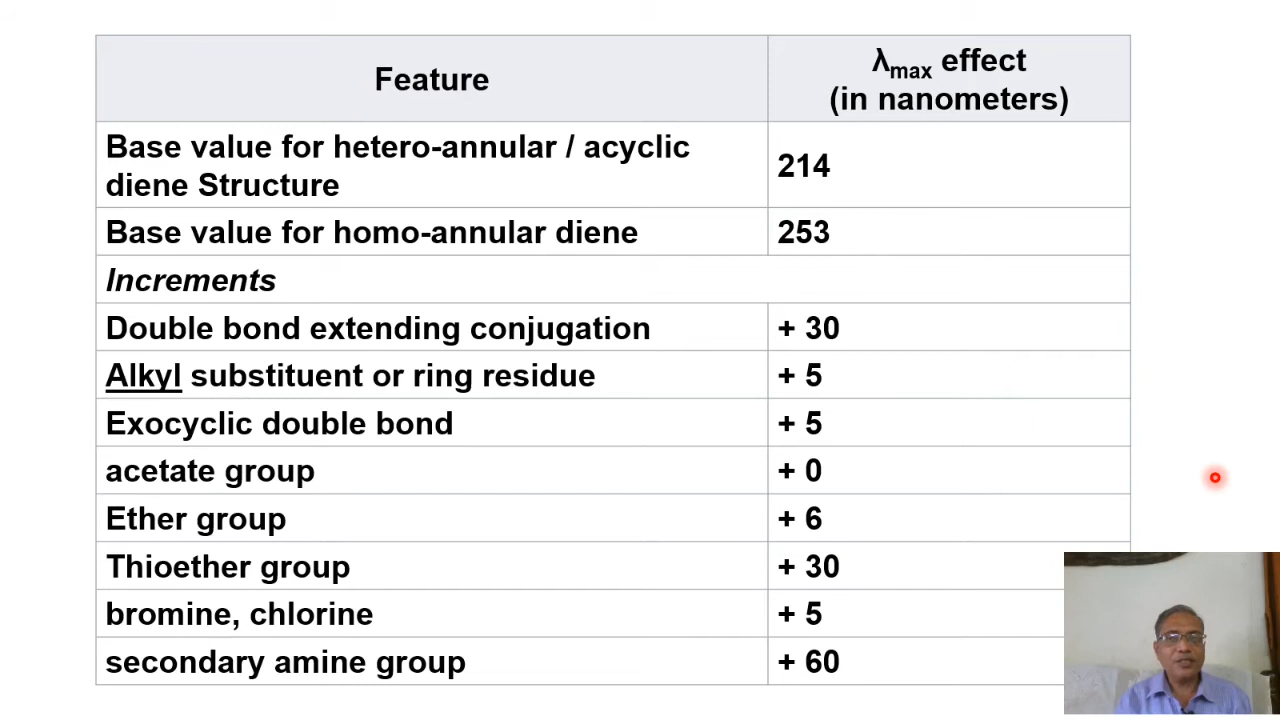 Feature
λmax effect
(in nanometers)
Base value for hetero-annular / acyclic
diene Structure
214
Base value for homo-annular diene
253
Increments
Double bond extending conjugation
+ 30
Alkyl substituent or ring residue
+ 5
Exocyclic double bond
+ 5
acetate group
+ 0
Ether group
+ 6
Thioether group
+ 30
bromine, chlorine
+ 5
secondary amine group
+ 60